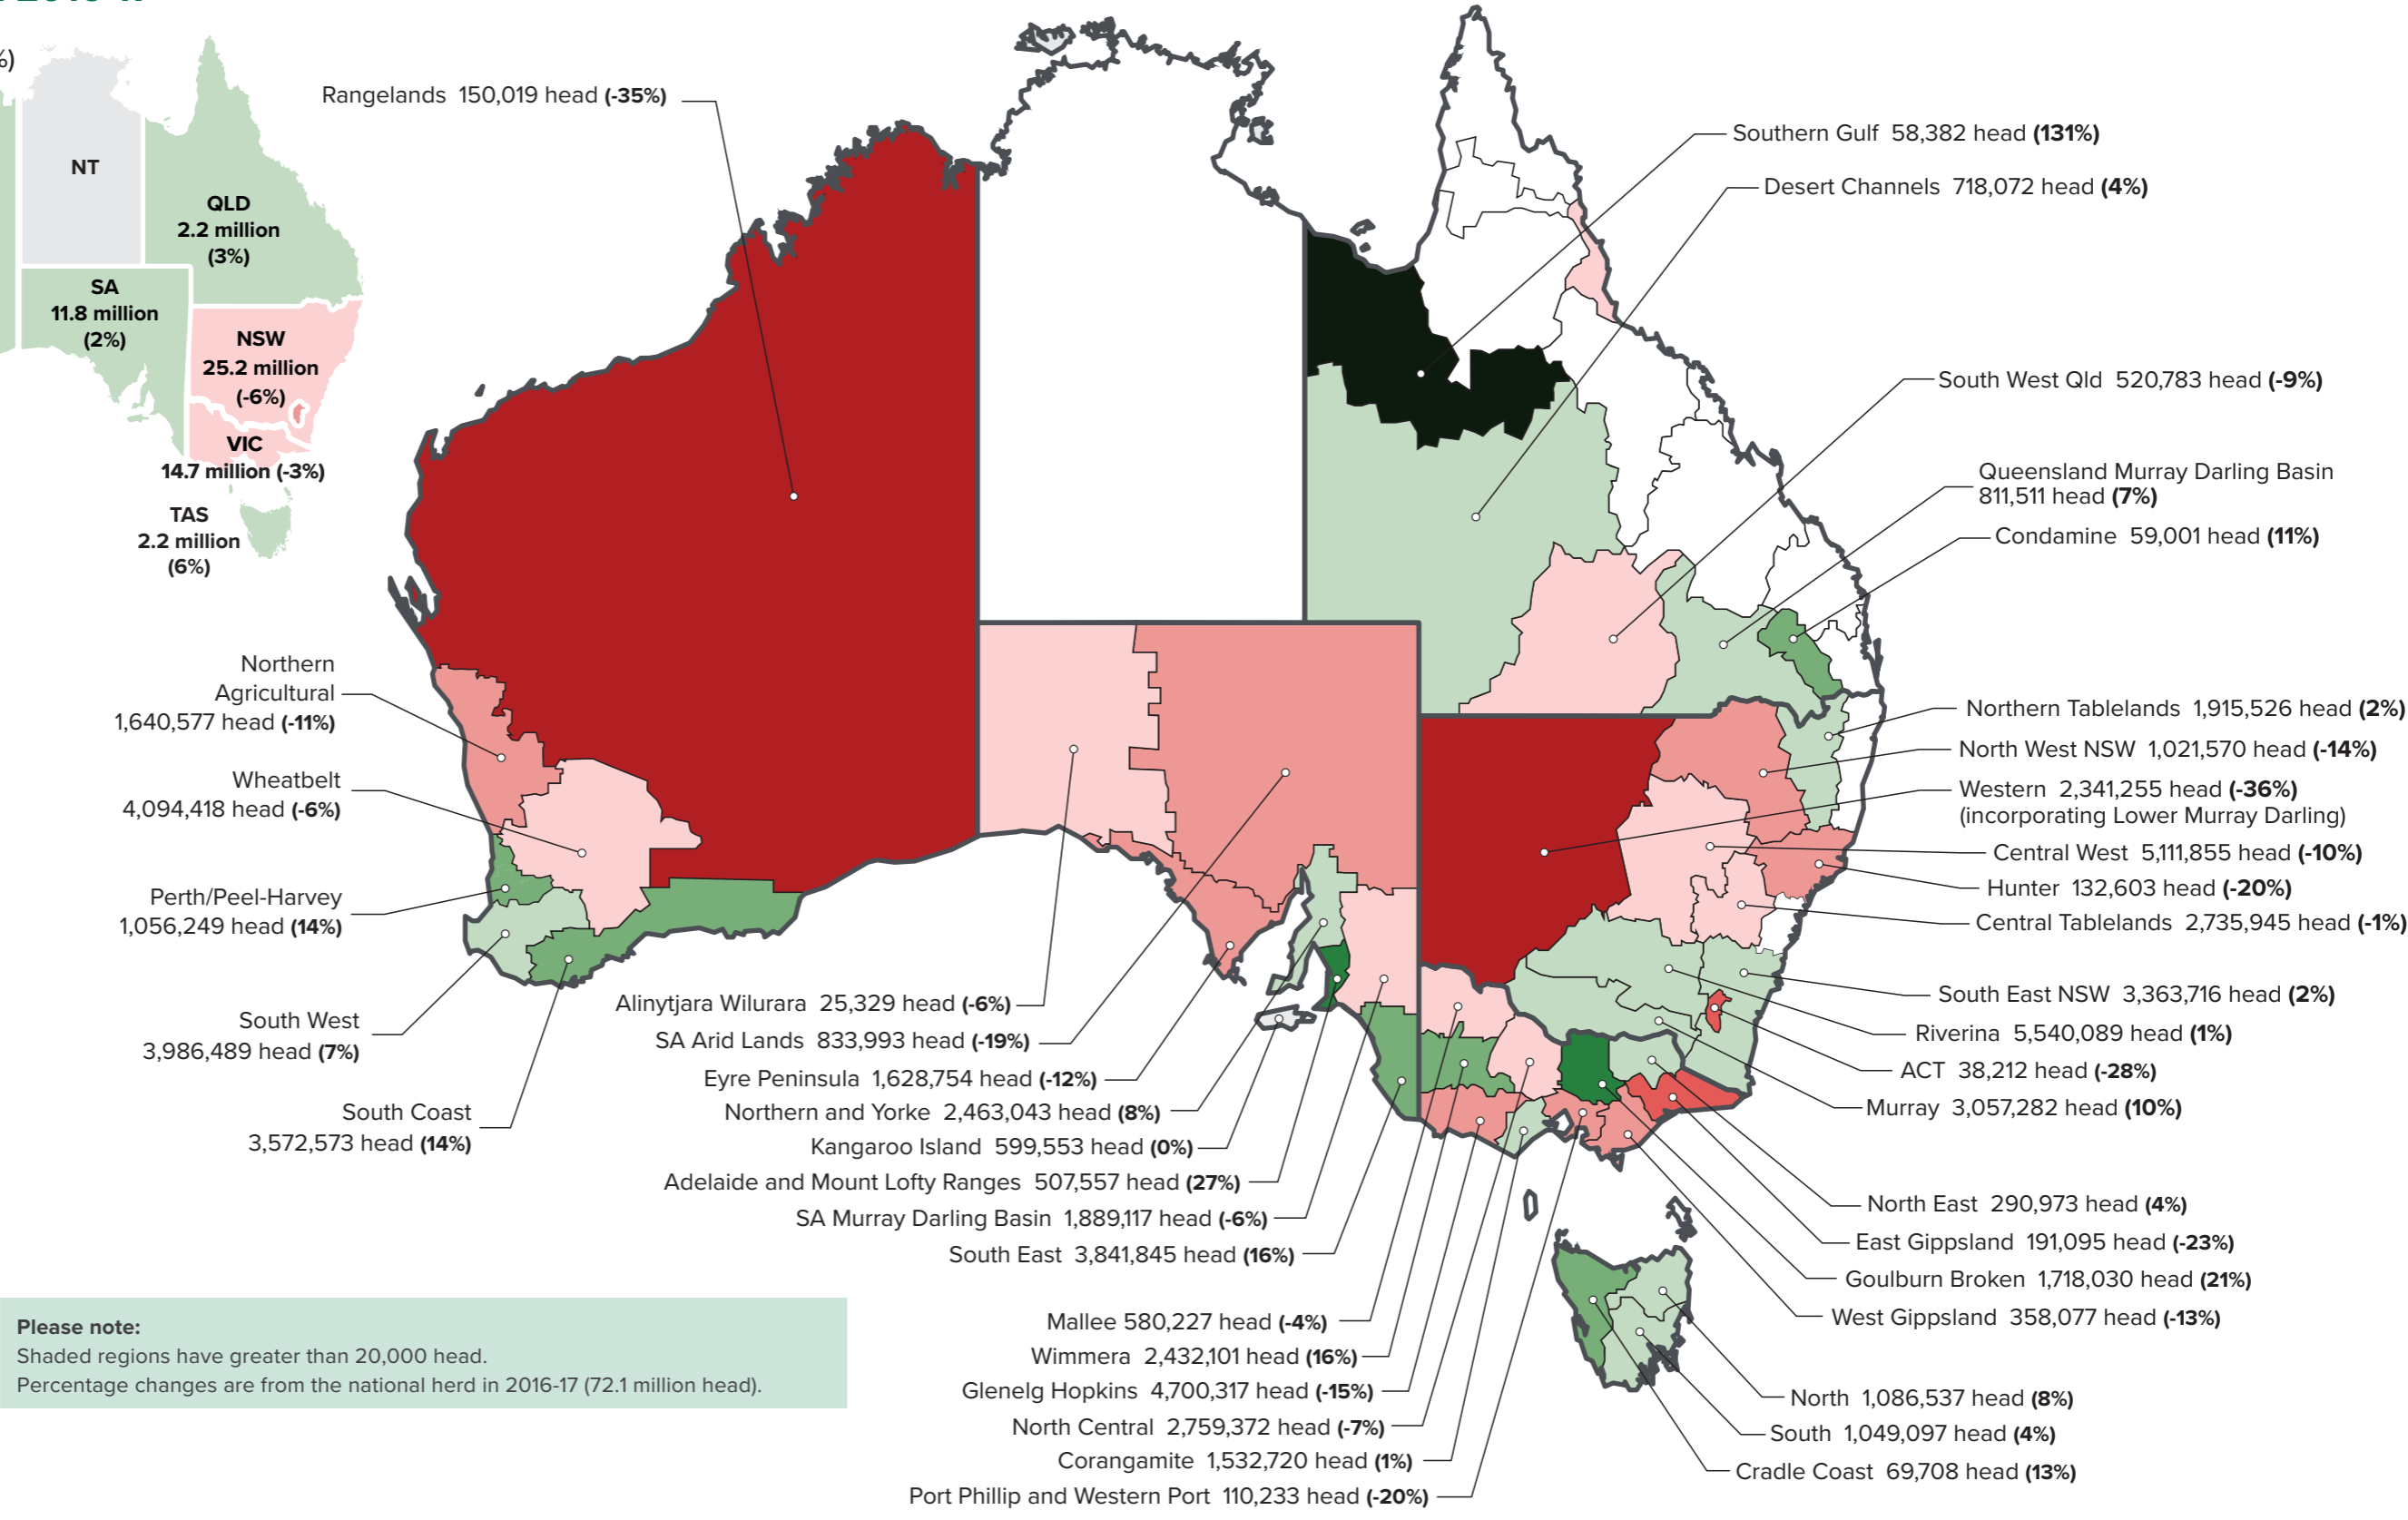 %)
NT
QLD
2.2 million
(3%)
SA
11.8 million
(2%)
NSW
25.2 million
(-6%)
VIC
14.7 million (-3%)
TAS
2.2 million
(6%)
Rangelands 150,019 head (-35%)
Southern Gulf 58,382 head (131%)
Desert Channels 718,072 head (4%)
South West Qld 520,783 head (-9%)
Queensland Murray Darling Basin
811,511 head (7%)
Condamine 59,001 head (11%)
Northern
Agricultural
1,640,577 head (-11%)
Wheatbelt
4,094,418 head (-6%)
Perth/Peel-Harvey
1,056,249 head (14%)
South West
3,986,489 head (7%)
South Coast
3,572,573 head (14%)
Northern Tablelands 1,915,526 head (2%)
North West NSW 1,021,570 head (-14%)
Western 2,341,255 head (-36%)
(incorporating Lower Murray Darling)
Central West 5,111,855 head (-10%)
Hunter 132,603 head (-20%)
Central Tablelands 2,735,945 head (-1%)
South East NSW 3,363,716 head (2%)
Riverina 5,540,089 head (1%)
ACT 38,212 head (-28%)
Murray 3,057,282 head (10%)
Alinytjara Wilurara 25,329 head (-6%)
SA Arid Lands 833,993 head (-19%)
Eyre Peninsula 1,628,754 head (-12%)
Northern and Yorke 2,463,043 head (8%)
Kangaroo Island 599,553 head (0%)
Adelaide and Mount Lofty Ranges 507,557 head (27%)
SA Murray Darling Basin 1,889,117 head (-6%)
South East 3,841,845 head (16%)
North East 290,973 head (4%)
East Gippsland 191,095 head (-23%)
Goulburn Broken 1,718,030 head (21%)
West Gippsland 358,077 head (-13%)
Mallee 580,227 head (-4%)
Wimmera 2,432,101 head (16%)
Glenelg Hopkins 4,700,317 head (-15%)
North Central 2,759,372 head (-7%)
Corangamite 1,532,720 head (1%)
Port Phillip and Western Port 110,233 head (-20%)
North 1,086,537 head (8%)
South 1,049,097 head (4%)
Cradle Coast 69,708 head (13%)
Please note:
Shaded regions have greater than 20,000 head.
Percentage changes are from the national herd in 2016-17 (72.1 million head).